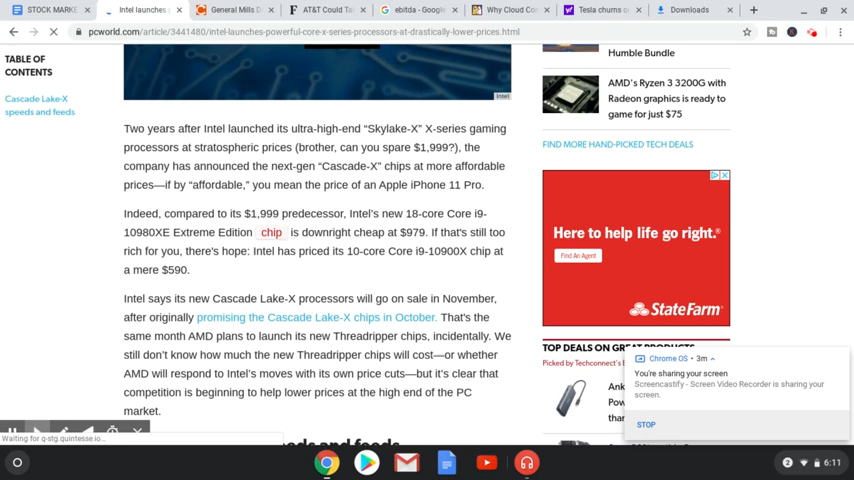 STOCK MARKE
Intel launches
General Mills D
AT&T Could Tal
ebitda - Google
Why Cloud Co
Tesla churns o
Downloads
pcworld.com/article/3441480/intel-launches-powerful-core-x-series-processors-at-drastically-lower-prices.html
TABLE OF
CONTENTS
Cascade Lake-X
speeds and feeds
Intel
Two years after Intel launched its ultra-high-end “Skylake-X” X-series gaming
processors at stratospheric prices (brother, can you spare $1,999?), the
company has announced the next-gen “Cascade-X” chips at more affordable
prices—if by “affordable,” you mean the price of an Apple iPhone 11 Pro.
Indeed, compared to its $1,999 predecessor, Intel’s new 18-core Core i9-
10980XE Extreme Edition chip is downright cheap at $979. If that's still too
rich for you, there's hope: Intel has priced its 10-core Core i9-10900X chip at
a mere $590.
Intel says its new Cascade Lake-X processors will go on sale in November,
after originally promising the Cascade Lake-X chips in October. That's the
same month AMD plans to launch its new Threadripper chips, incidentally. We
still don’t know how much the new Threadripper chips will cost—or whether
AMD will respond to Intel’s moves with its own price cuts—but it’s clear that
competition is beginning to help lower prices at the high end of the PC
market.
eds and feeds
Humble Bundle
AMD's Ryzen 3 3200G with
Radeon graphics is ready to
game for just $75
FIND MORE HAND-PICKED TECH DEALS
Here to help life go right.®
Find An Agent
StateFarm
TOP DEALS ON GREAT PRODUCTS
Picked by Techconnect's
Ank
Pow
tha
Chrome OS • 3m
You're sharing your screen
Screencastify - Screen Video Recorder is sharing your
screen.
STOP
Waiting for q-stg.quintesse.io...
2
6:11